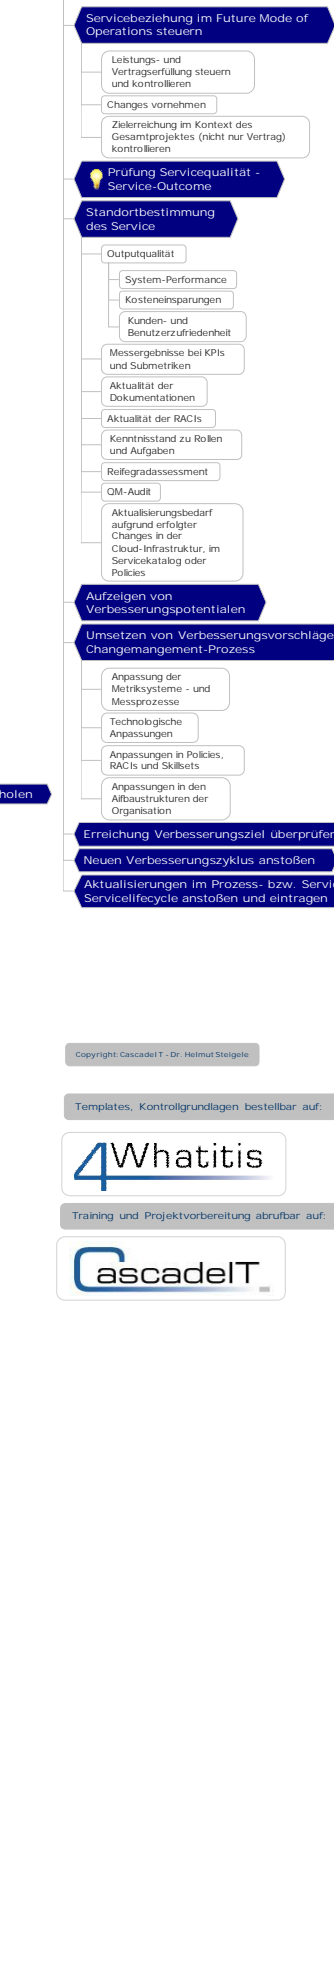 Servicebeziehung im Future Mode of
Operations steuern
Leistungs- und
Vertragserfüllung steuern
und kontrollieren
Changes vornehmen
Zielerreichung im Kontext des
Gesamtprojektes (nicht nur Vertrag)
kontrollieren
Prüfung Servicequalität -
Service-Outcome
Standortbestimmung
des Service
Outputqualität
System-Performance
Kosteneinsparungen
Kunden- und
Benutzerzufriedenheit
Messergebnisse bei KPIs
und Submetriken
Aktualität der
Dokumentationen
Aktualität der RACIs
Kenntnisstand zu Rollen
und Aufgaben
Reifegradassessment
QM-Audit
Aktualisierungsbedarf
aufgrund erfolgter
Changes in der
Cloud-Infrastruktur, im
Servicekatalog oder
Policies
Aufzeigen von
Verbesserungspotentialen
Umsetzen von Verbesserungsvorschläge
Changemangement-Prozess
Anpassung der
Metriksysteme - und
Messprozesse
Technologische
Anpassungen
Anpassungen in Policies,
RACIs und Skillsets
Anpassungen in den
Aifbaustrukturen der
Organisation
holen
Erreichung Verbesserungsziel überprüfen
Neuen Verbesserungszyklus anstoßen
Aktualisierungen im Prozess- bzw. Servi
Servicelifecycle anstoßen und eintragen
Copyright: CascadeIT - Dr. Helmut Steigele
Templates, Kontrollgrundlagen bestellbar auf:
4Whatitis
Training und Projektvorbereitung abrufbar auf:
CascadeIT